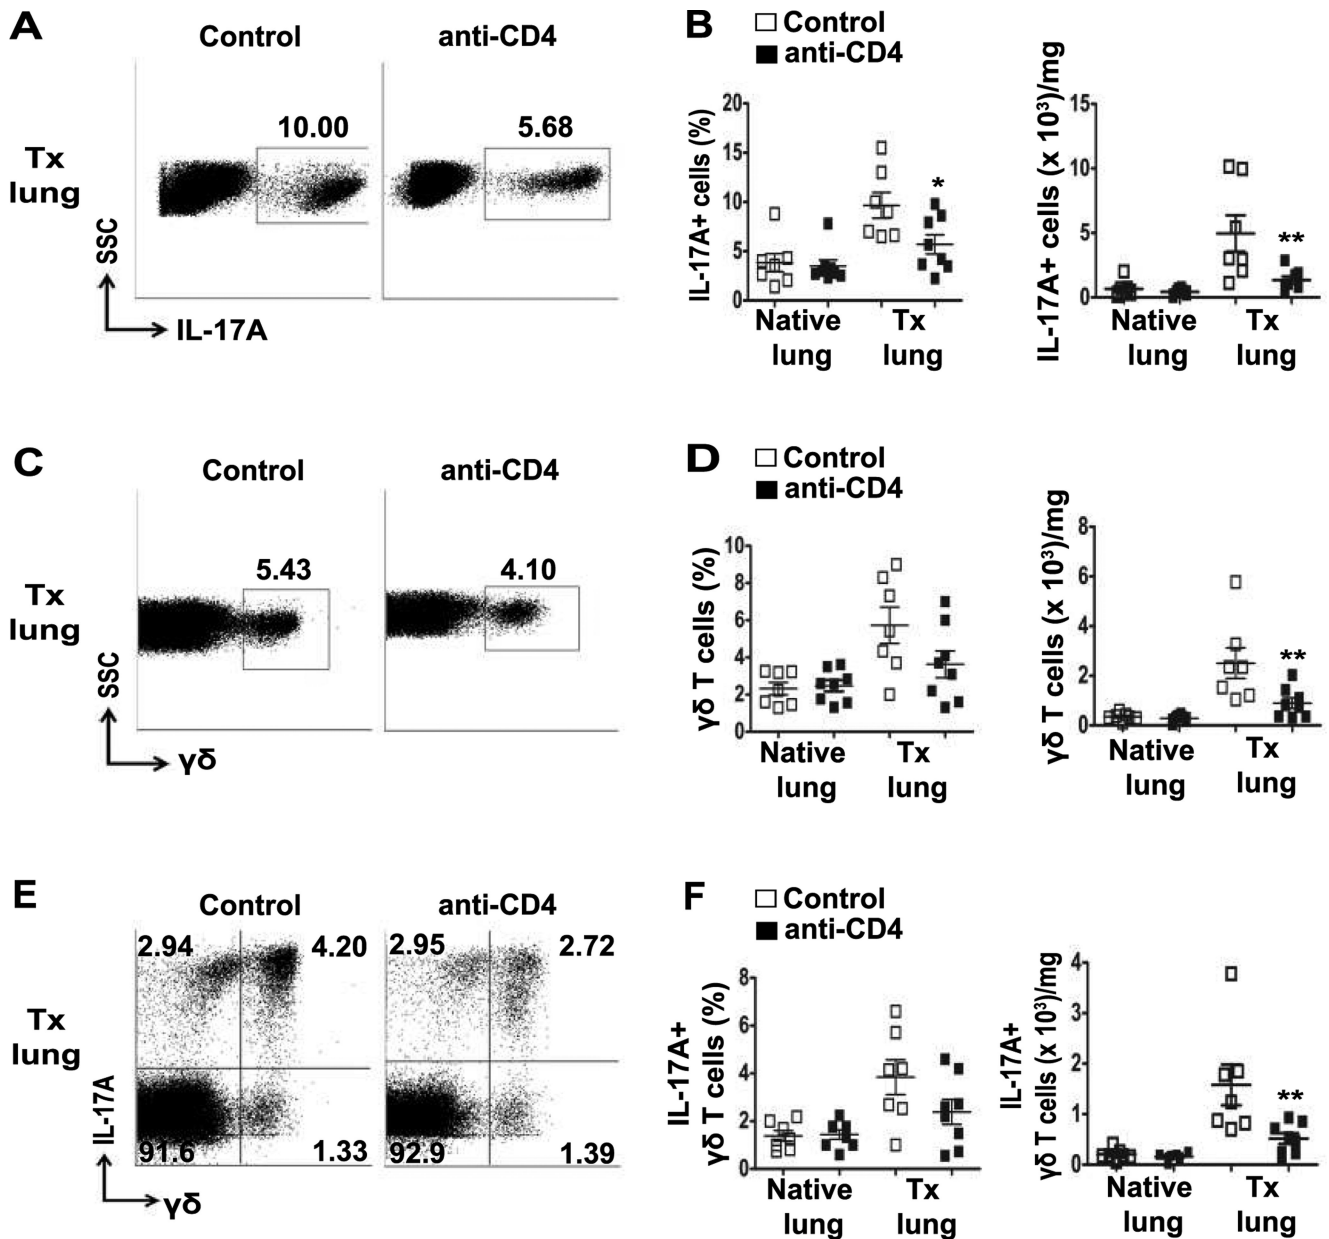 A
Control
anti-CD4
10.00
5.68
Tx
lung
SSC
IL-17A
B
Control
anti-CD4
IL-17A+ cells (%)
20
15
10
5
0
*
Native
lung
Tx
lung
IL-17A+ cells (x 10³)/mg
15
10
5
0
**
Native
lung
Tx
lung
C
Control
anti-CD4
5.43
4.10
Tx
lung
SSC
γδ
D
Control
anti-CD4
γδ T cells (%)
10
8
6
4
2
0
Native
lung
Tx
lung
γδ T cells (x 10³)/mg
8
6
4
2
0
**
Native
lung
Tx
lung
E
Control
anti-CD4
2.94
4.20
2.95
2.72
Tx
lung
91.6
1.33
92.9
1.39
IL-17A
γδ
F
Control
anti-CD4
IL-17A+
γδ T cells (%)
8
6
4
2
0
Native
lung
Tx
lung
IL-17A+
γδ T cells (x 10³)/mg
4
3
2
1
0
**
Native
lung
Tx
lung